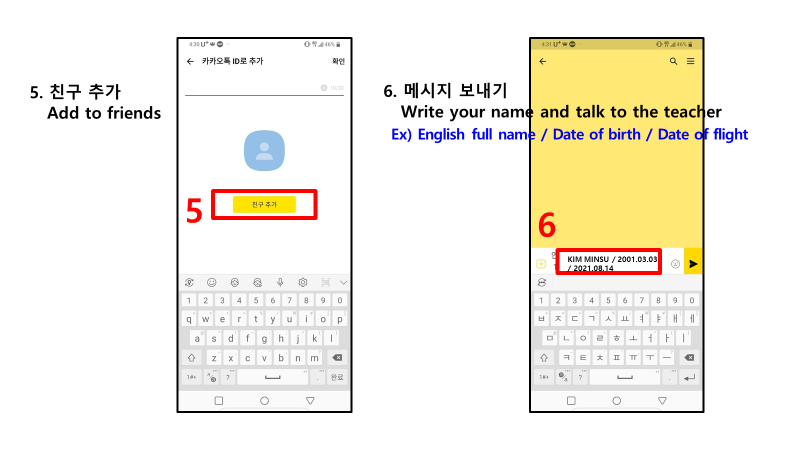 5. 친구 추가
Add to friends
4:30 U+ 46%
카카오톡 ID로 추가 확인
친구 추가
5
1 2 3 4 5 6 7 8 9 0
q w e r t y u i o p
a s d f g h j k l
z x c v b n m
1#+ ? . 완료
6. 메시지 보내기
Write your name and talk to the teacher
Ex) English full name / Date of birth / Date of flight
4:31 U+ 46%
6
KIM MINSU / 2001.03.03
/ 2021.08.14
1 2 3 4 5 6 7 8 9 0
ㅂ ㅈ ㄷ ㄱ ㅅ ㅛ ㅕ ㅑ ㅐ ㅔ
ㅁ ㄴ ㅇ ㄹ ㅎ ㅗ ㅓ ㅏ ㅣ
ㅋ ㅌ ㅊ ㅍ ㅠ ㅜ ㅡ
1#+ ? .